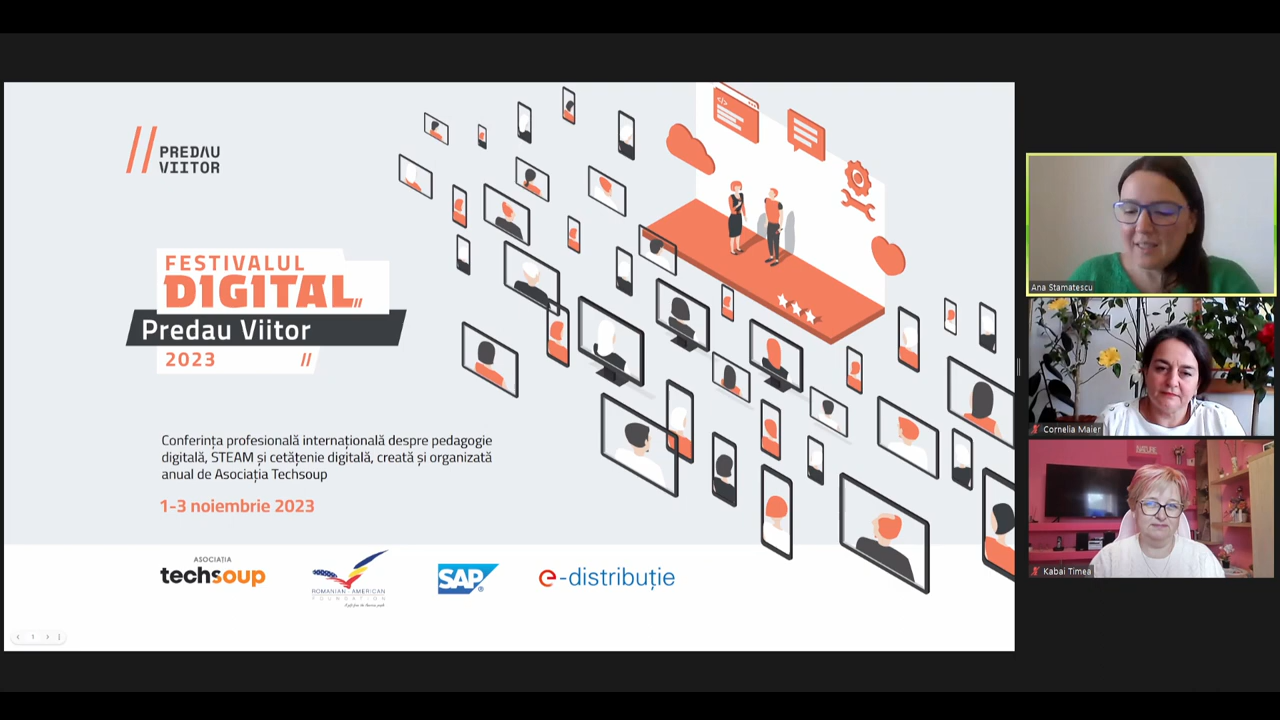 // PREDAU
VIITOR
FESTIVALUL
DIGITAL //
Predau Viitor
2023 //
Conferința profesională internațională despre pedagogie
digitală, STEAM și cetățenie digitală, creată și organizată
anual de Asociația Techsoup
1-3 noiembrie 2023
ASOCIAȚIA
techsoup
ROMANIAN AMERICAN
FOUNDATION
SAP®
e-distribuție
</>
1
Ana Stamatescu
Cornelia Maier
Kabai Timea